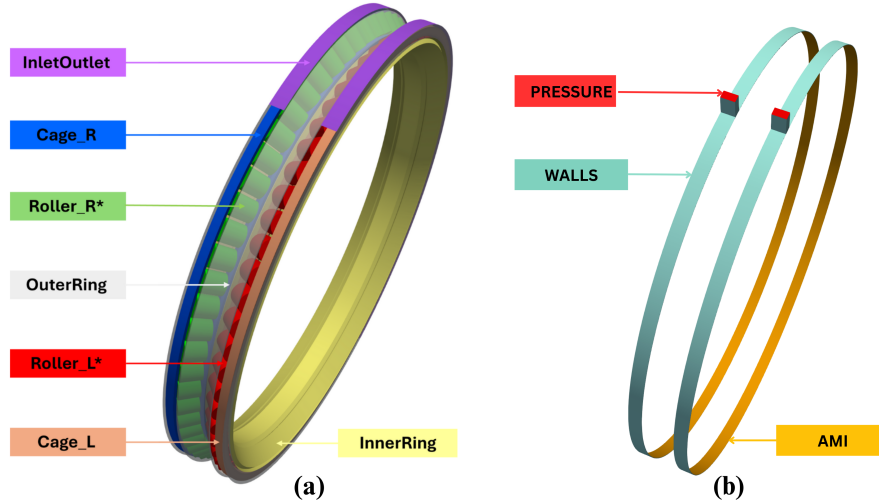 InletOutlet
Cage_R
Roller_R*
OuterRing
Roller_L*
Cage_L
InnerRing
(a)
PRESSURE
WALLS
AMI
(b)